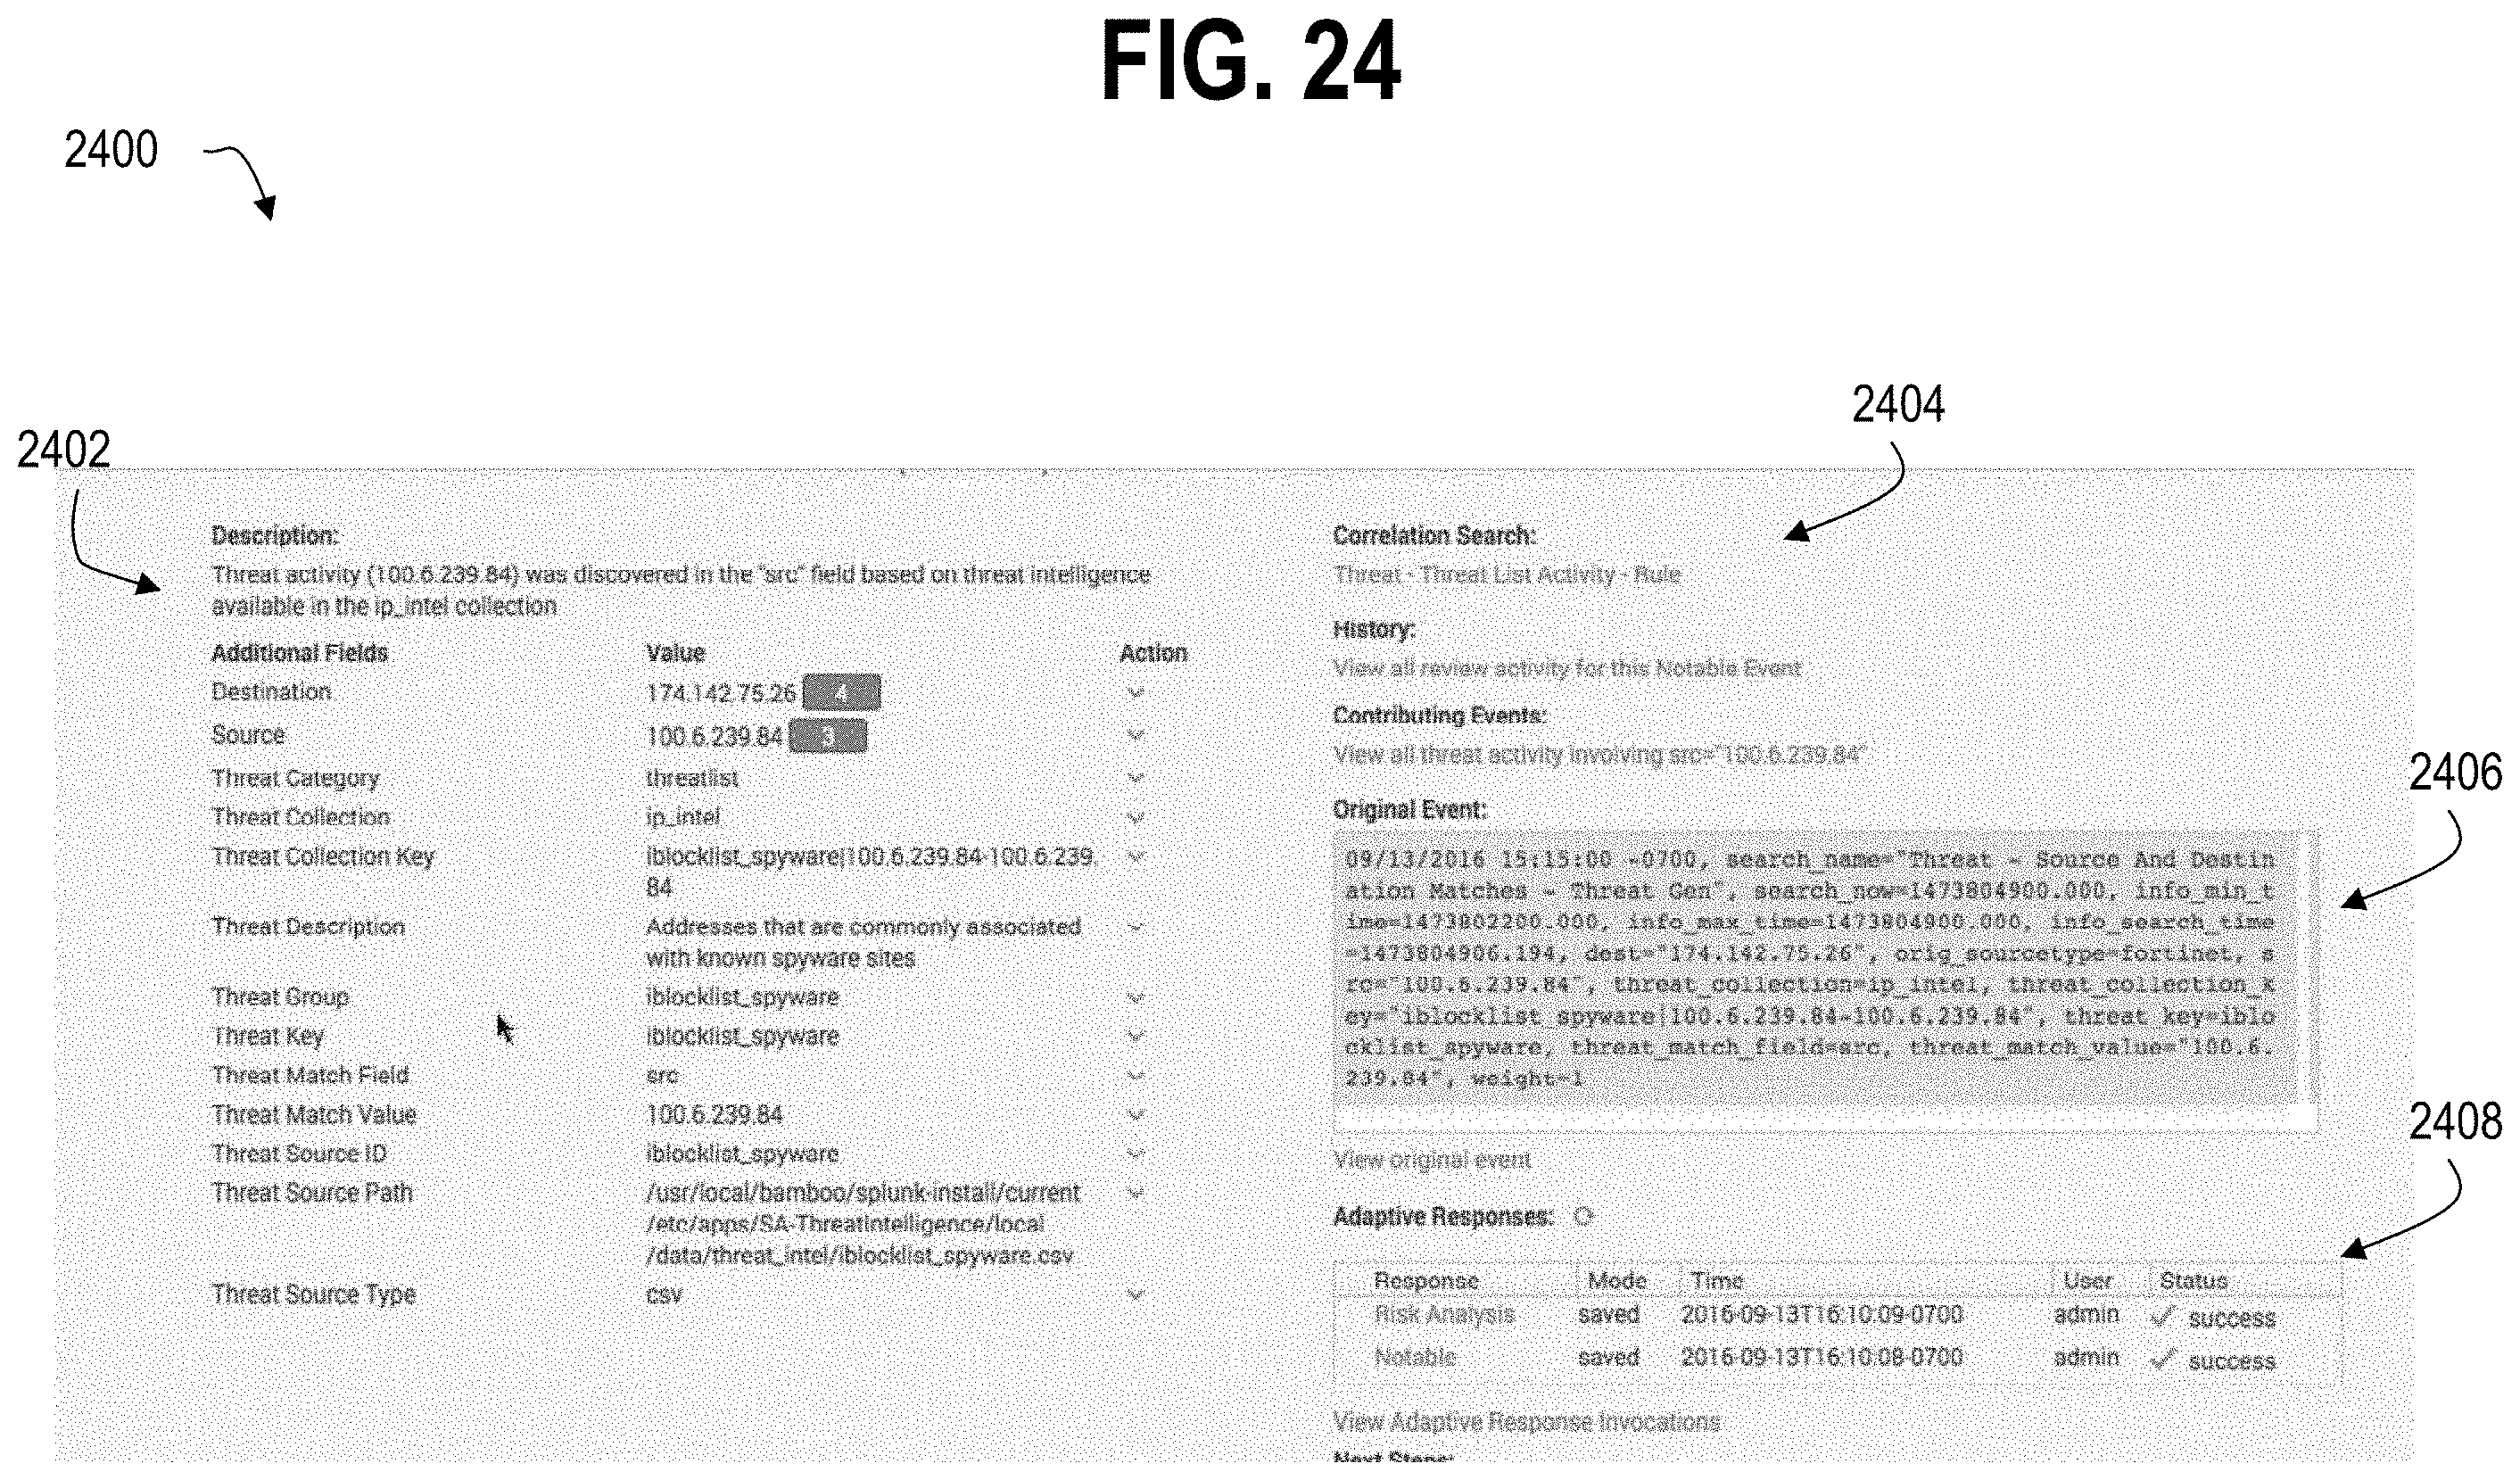 FIG. 24
2400
2402
2404
Description:
Threat activity (100.6.239.84) was discovered in the "src" field based on threat intelligence
available in the ip_intel collection
Additional Fields Value Action
Destination 174.142.75.26 4
Source 100.6.239.84 3
Threat Category threatlist
Threat Collection ip_intel
Threat Collection Key iblocklist_spyware|100.6.239.84-100.6.239.
84
Threat Description Addresses that are commonly associated
with known spyware sites
Threat Group iblocklist_spyware
Threat Key iblocklist_spyware
Threat Match Field src
Threat Match Value 100.6.239.84
Threat Source ID iblocklist_spyware
Threat Source Path /usr/local/bamboo/splunk-install/current
/etc/apps/SA-ThreatIntelligence/local
/data/threat_intel/iblocklist_spyware.csv
Threat Source Type csv
Correlation Search:
Threat - Threat List Activity - Rule
History:
View all review activity for this Notable Event
Contributing Events:
View all threat activity involving src="100.6.239.84"
2406
Original Event:
09/13/2016 15:15:00 -0700, search_name="Threat - Source And Destin
ation Matches - Threat Gen", search_now=1473804900.000, info_min_t
ime=1473802200.000, info_max_time=1473804900.000, info_search_time
=1473804906.194, dest="174.142.75.26", orig_sourcetype=fortinet, s
rc="100.6.239.84", threat_collection=ip_intel, threat_collection_k
ey="iblocklist_spyware|100.6.239.84-100.6.239.84", threat_key=iblo
cklist_spyware, threat_match_field=src, threat_match_value="100.6.
239.84", weight=1
2408
View original event
Adaptive Responses:
Response Mode Time User Status
Risk Analysis saved 2016-09-13T16:10:09-0700 admin success
Notable saved 2016-09-13T16:10:08-0700 admin success
View Adaptive Response Invocations
Next Steps: